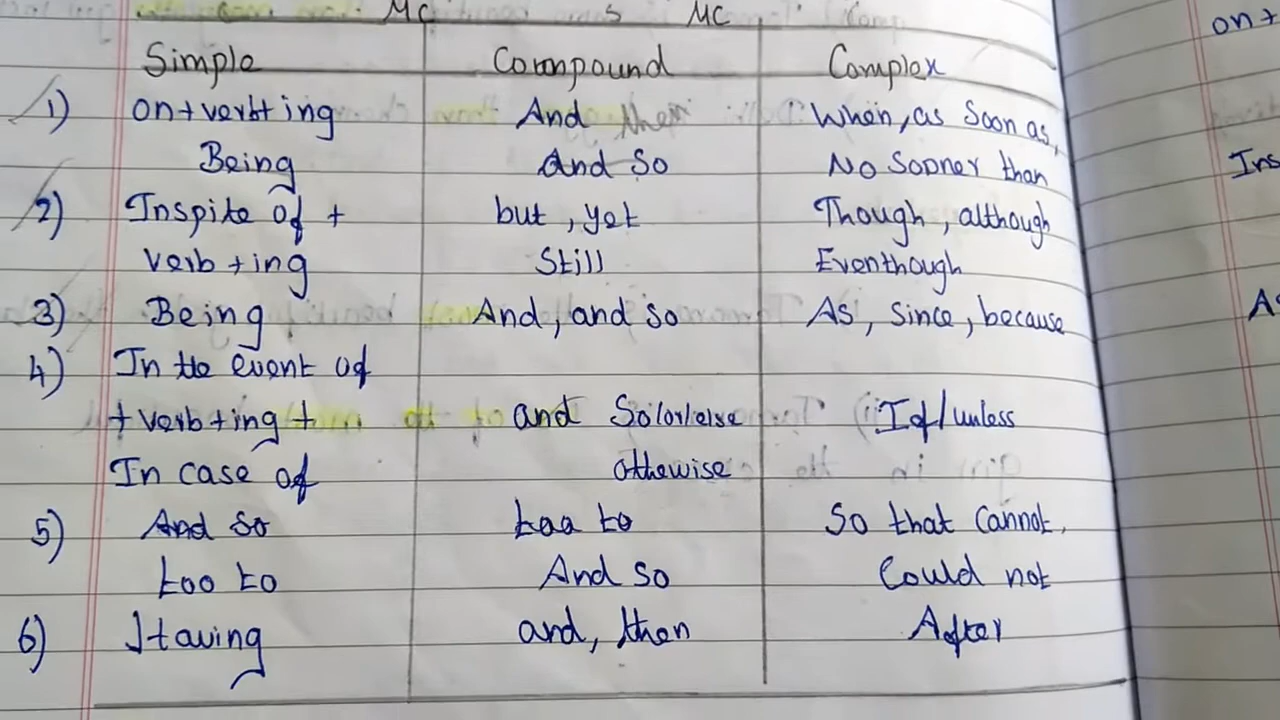 MC S MC Comp
Simple Compound Complex
1) on+verb+ing And then When, as Soon as,
Being And So No Sooner than
2) Inspite of + but, yet Though, although
verb +ing Still Eventhough
3) Being And, and so As, Since, because
4) In the event of
+ verb+ing + and So/or/else If/unless
In case of othewise
5) And So too to So that Cannot,
too to And so Could not
6) Having and, then After
on+
Ins
As